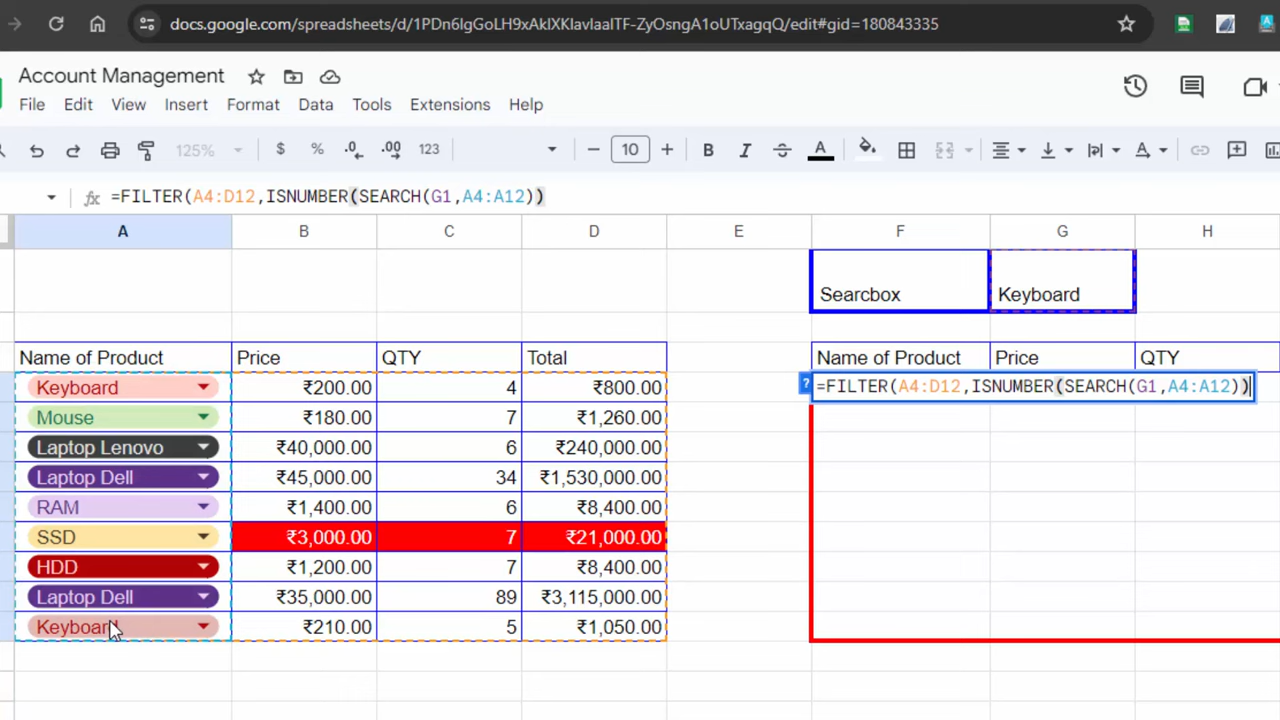 docs.google.com/spreadsheets/d/1PDn6lgGoLH9xAklXKlavlaalTF-ZyOsngA1oUTxagqQ/edit#gid=180843335
Account Management
File Edit View Insert Format Data Tools Extensions Help
125% $ % .0 .00 123 10 B I A
fx =FILTER(A4:D12,ISNUMBER(SEARCH(G1,A4:A12))
A B C D E F G H
Searcbox Keyboard
Name of Product Price QTY Total Name of Product Price QTY
Keyboard ₹200.00 4 ₹800.00 ? =FILTER(A4:D12,ISNUMBER(SEARCH(G1,A4:A12))
Mouse ₹180.00 7 ₹1,260.00
Laptop Lenovo ₹40,000.00 6 ₹240,000.00
Laptop Dell ₹45,000.00 34 ₹1,530,000.00
RAM ₹1,400.00 6 ₹8,400.00
SSD ₹3,000.00 7 ₹21,000.00
HDD ₹1,200.00 7 ₹8,400.00
Laptop Dell ₹35,000.00 89 ₹3,115,000.00
Keyboard ₹210.00 5 ₹1,050.00